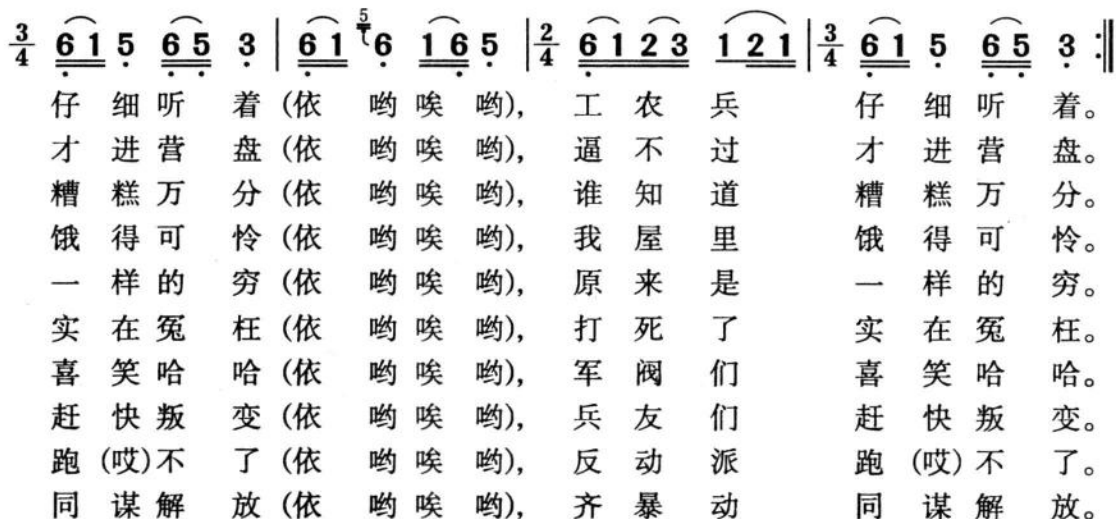 3/4 6 1 5 6 5 3 | 6 1 5 6 1 6 5 | 2/4 6 1 2 3 1 2 1 | 3/4 6 1 5 6 5 3 :||
仔 细 听 着 (依 哟 唉 哟), 工 农 兵 仔 细 听 着。
才 进 营 盘 (依 哟 唉 哟), 逼 不 过 才 进 营 盘。
糟 糕 万 分 (依 哟 唉 哟), 谁 知 道 糟 糕 万 分。
饿 得 可 怜 (依 哟 唉 哟), 我 屋 里 饿 得 可 怜。
一 样 的 穷 (依 哟 唉 哟), 原 来 是 一 样 的 穷。
实 在 冤 枉 (依 哟 唉 哟), 打 死 了 实 在 冤 枉。
喜 笑 哈 哈 (依 哟 唉 哟), 军 阀 们 喜 笑 哈 哈。
赶 快 叛 变 (依 哟 唉 哟), 兵 友 们 赶 快 叛 变。
跑 (哎) 不 了 (依 哟 唉 哟), 反 动 派 跑 (哎) 不 了。
同 谋 解 放 (依 哟 唉 哟), 齐 暴 动 同 谋 解 放。